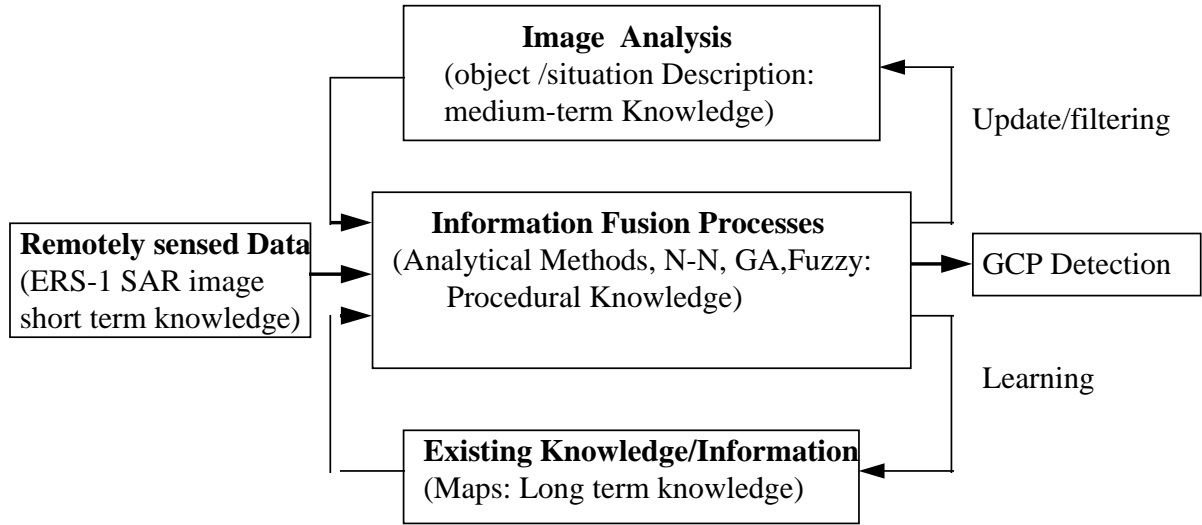 Image Analysis
(object /situation Description:
medium-term Knowledge)
Update/filtering
Information Fusion Processes
(Analytical Methods, N-N, GA,Fuzzy:
Procedural Knowledge)
Remotely sensed Data
(ERS-1 SAR image
short term knowledge)
GCP Detection
Learning
Existing Knowledge/Information
(Maps: Long term knowledge)